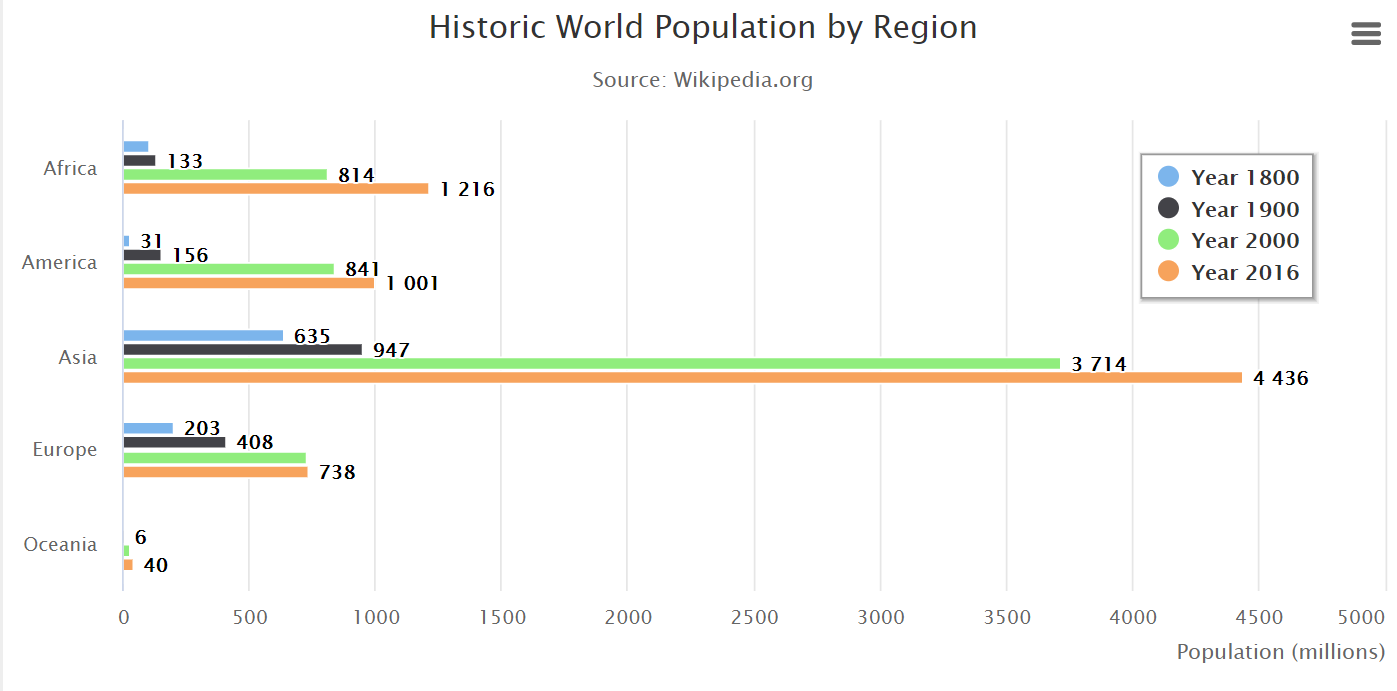 Historic World Population by Region
Source: Wikipedia.org
Africa
133
814
1 216
America
31
156
841
1 001
Asia
635
947
3 714
4 436
Europe
203
408
738
Oceania
6
40
Year 1800
Year 1900
Year 2000
Year 2016
0 500 1000 1500 2000 2500 3000 3500 4000 4500 5000
Population (millions)